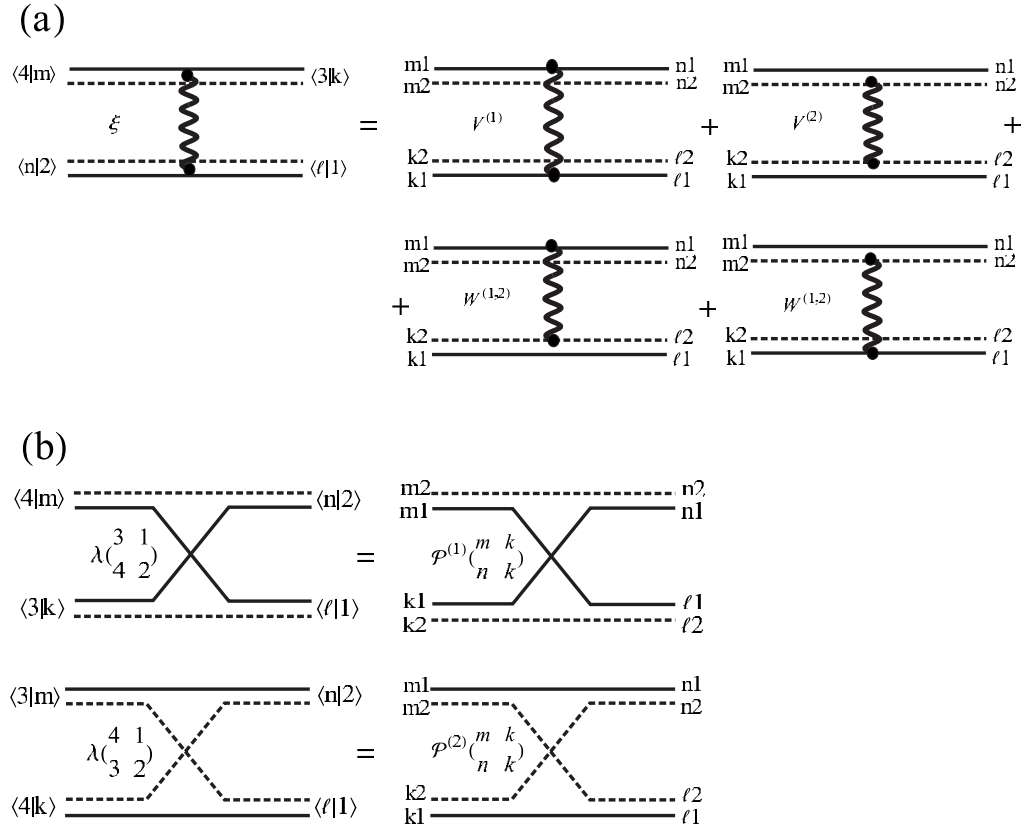 (a)
⟨4|m⟩ ⟨3|k⟩ m1 n1 m1 n1
m2 n2 m2 n2
ξ = V⁽¹⁾ + V⁽²⁾ +
⟨n|2⟩ ⟨ℓ|1⟩ k2 ℓ2 k2 ℓ2
k1 ℓ1 k1 ℓ1
m1 n1 m1 n1
m2 n2 m2 n2
+ W⁽¹,²⁾ + W⁽¹,²⁾
k2 ℓ2 k2 ℓ2
k1 ℓ1 k1 ℓ1
(b)
⟨4|m⟩ ⟨n|2⟩ m2 n2
m1 n1
λ(3 1 = 𝒫⁽¹⁾(m k
4 2) n k)
⟨3|k⟩ ⟨ℓ|1⟩ k1 ℓ1
k2 ℓ2
⟨3|m⟩ ⟨n|2⟩ m1 n1
m2 n2
λ(4 1 = 𝒫⁽²⁾(m k
3 2) n k)
⟨4|k⟩ ⟨ℓ|1⟩ k2 ℓ2
k1 ℓ1